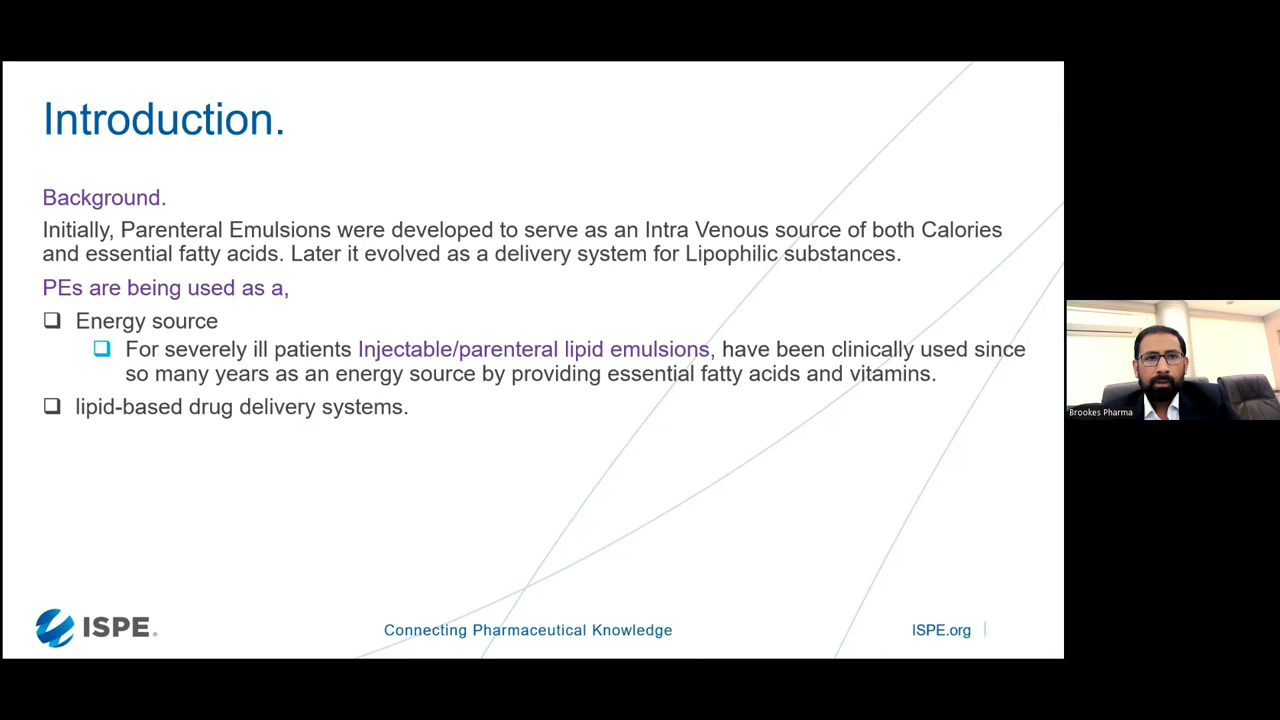 Introduction.
Background.
Initially, Parenteral Emulsions were developed to serve as an Intra Venous source of both Calories
and essential fatty acids. Later it evolved as a delivery system for Lipophilic substances.
PEs are being used as a,
Energy source
For severely ill patients Injectable/parenteral lipid emulsions, have been clinically used since
so many years as an energy source by providing essential fatty acids and vitamins.
lipid-based drug delivery systems.
Brookes Pharma
ISPE.
Connecting Pharmaceutical Knowledge
ISPE.org